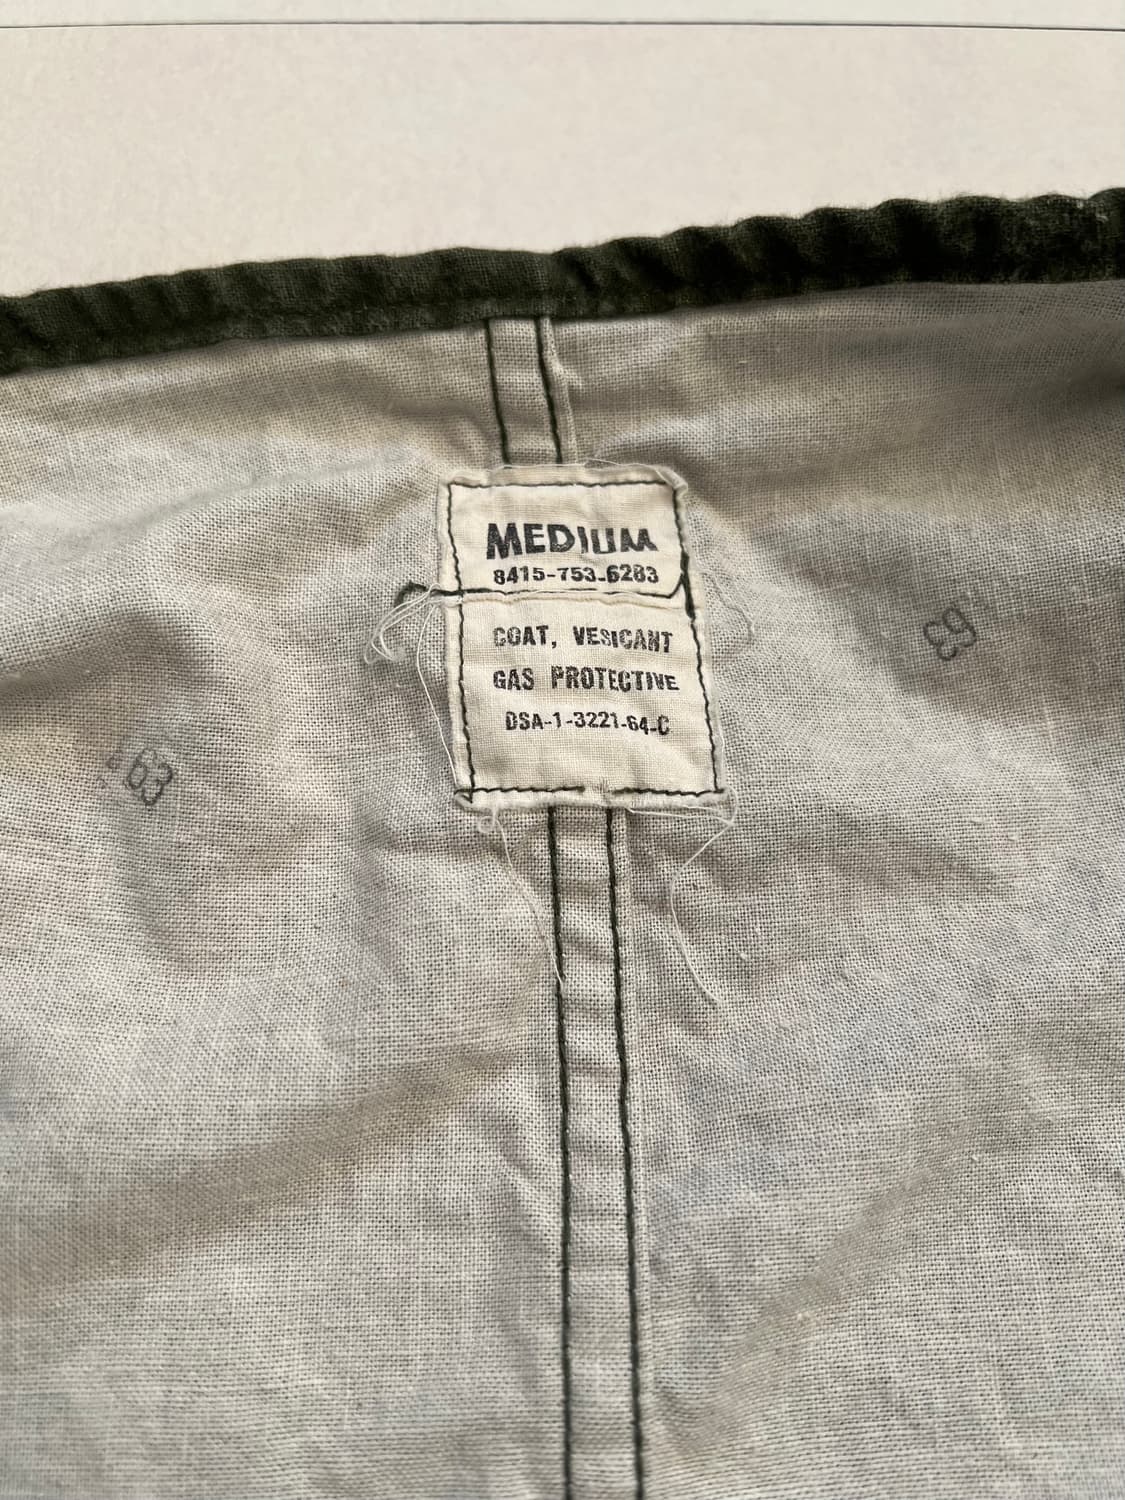 MEDIUM
8415-753-6283
COAT, VESICANT
GAS PROTECTIVE
DSA-1-3221-64-C
63
63